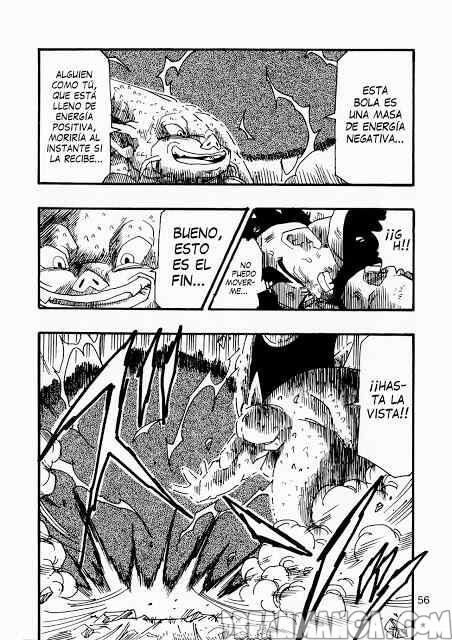 ESTA
BOLA ES
UNA MASA
DE ENERGÍA
NEGATIVA...
ALGUIEN
COMO TÚ,
QUE ESTÁ
LLENO DE
ENERGÍA
POSITIVA,
MORIRÍA AL
INSTANTE SI
LA RECIBE...
¡¡G
H!!
NO
PUEDO
MOVER-
ME...
BUENO,
ESTO
ES EL
FIN...
¡¡HAS-
TA LA
VISTA!!
56